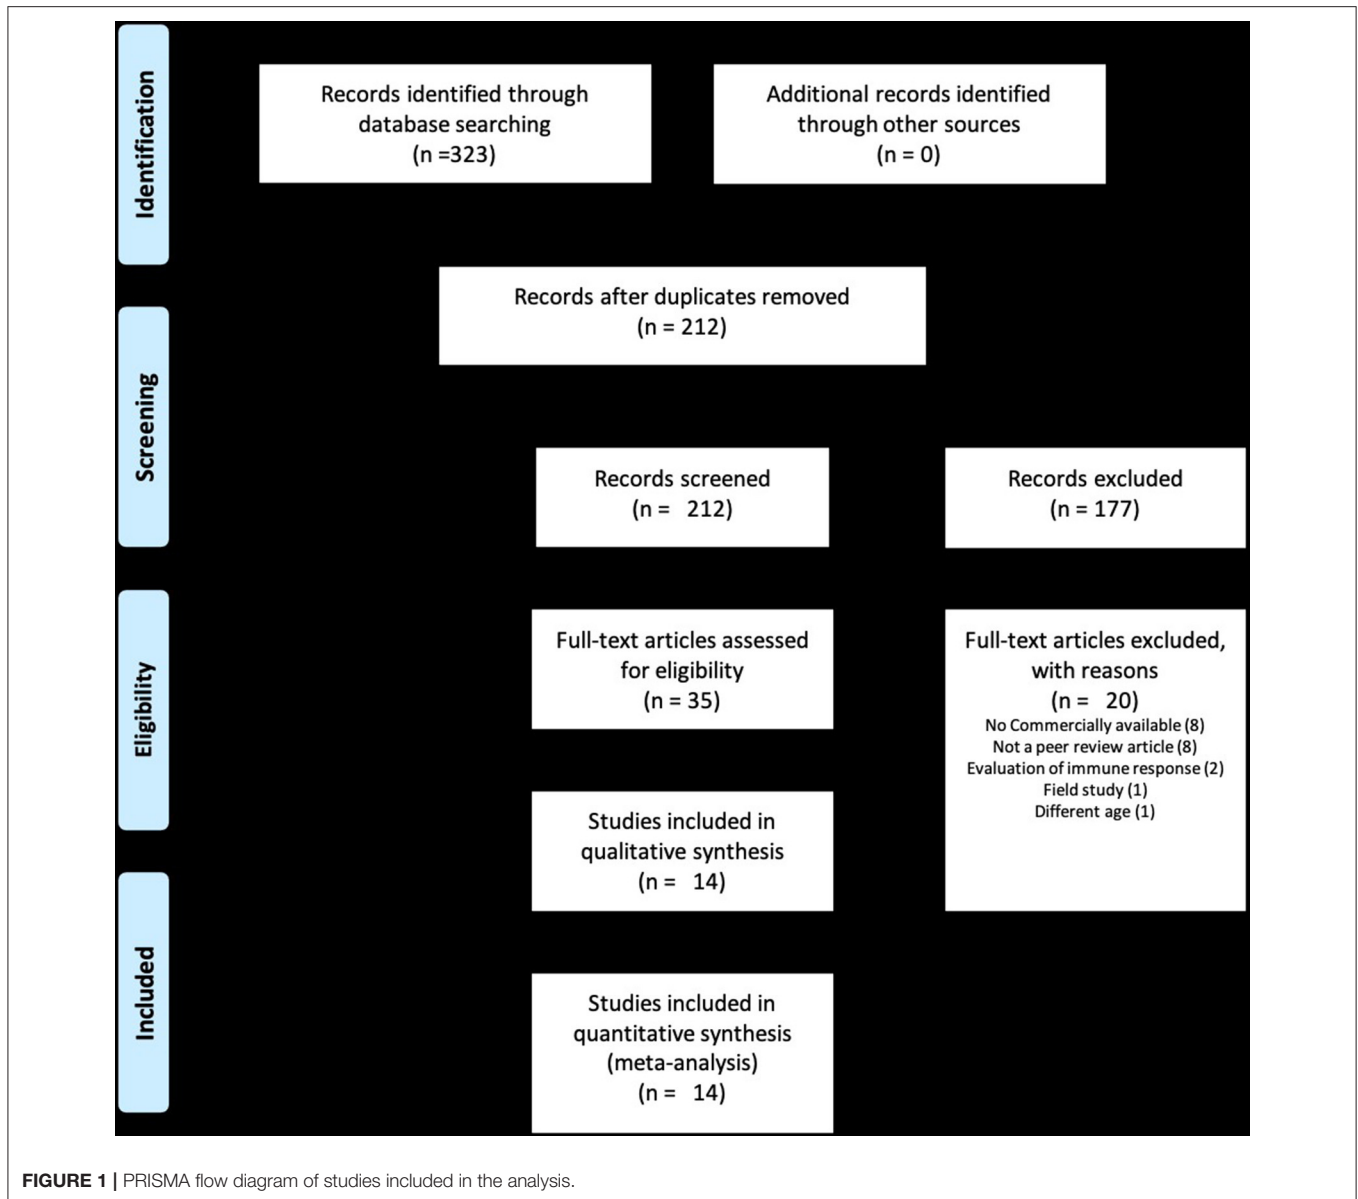 Identification
Records identified through
database searching
(n =323)
Additional records identified
through other sources
(n = 0)
Records after duplicates removed
(n = 212)
Screening
Records screened
(n =   212)
Records excluded
(n = 177)
Eligibility
Full-text articles assessed
for eligibility
(n = 35)
Full-text articles excluded,
with reasons
(n =   20)
No Commercially available (8)
Not a peer review article (8)
Evaluation of immune response (2)
Field study (1)
Different age (1)
Studies included in
qualitative synthesis
(n =   14)
Included
Studies included in
quantitative synthesis
(meta-analysis)
(n =   14)
FIGURE 1 | PRISMA flow diagram of studies included in the analysis.